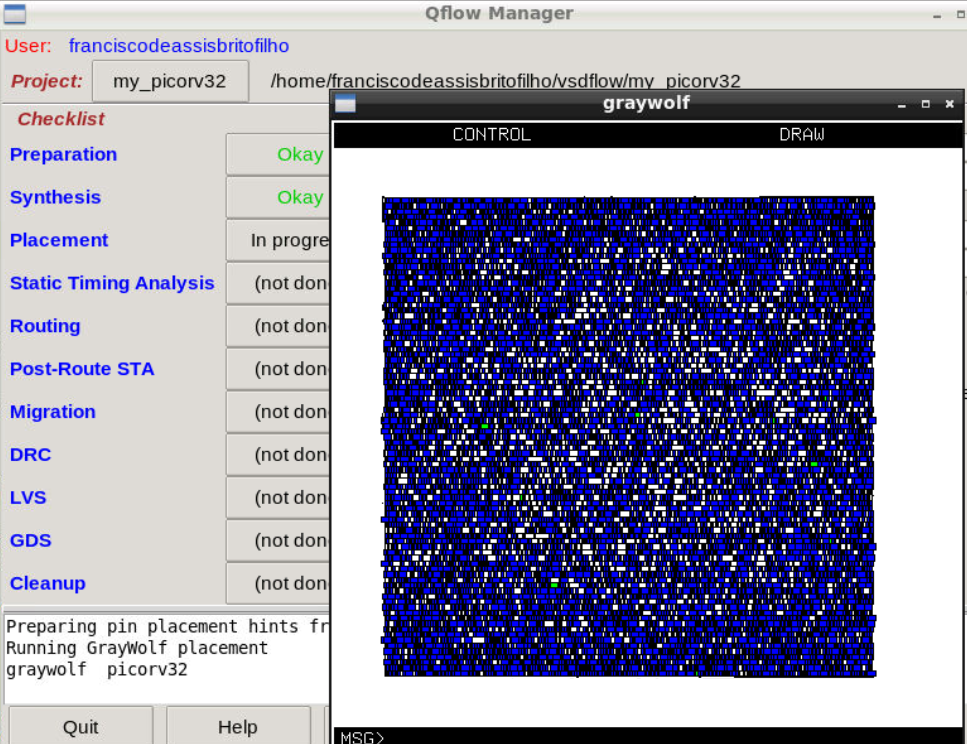 Qflow Manager
User: franciscodeassisbritofilho
Project: my_picorv32 /home/franciscodeassisbritofilho/vsdflow/my_picorv32
graywolf
Checklist
CONTROL DRAW
Preparation Okay
Synthesis Okay
Placement In progre
Static Timing Analysis (not don
Routing (not don
Post-Route STA (not don
Migration (not don
DRC (not don
LVS (not don
GDS (not don
Cleanup (not don
Preparing pin placement hints fr
Running GrayWolf placement
graywolf picorv32
Quit Help
MSG>